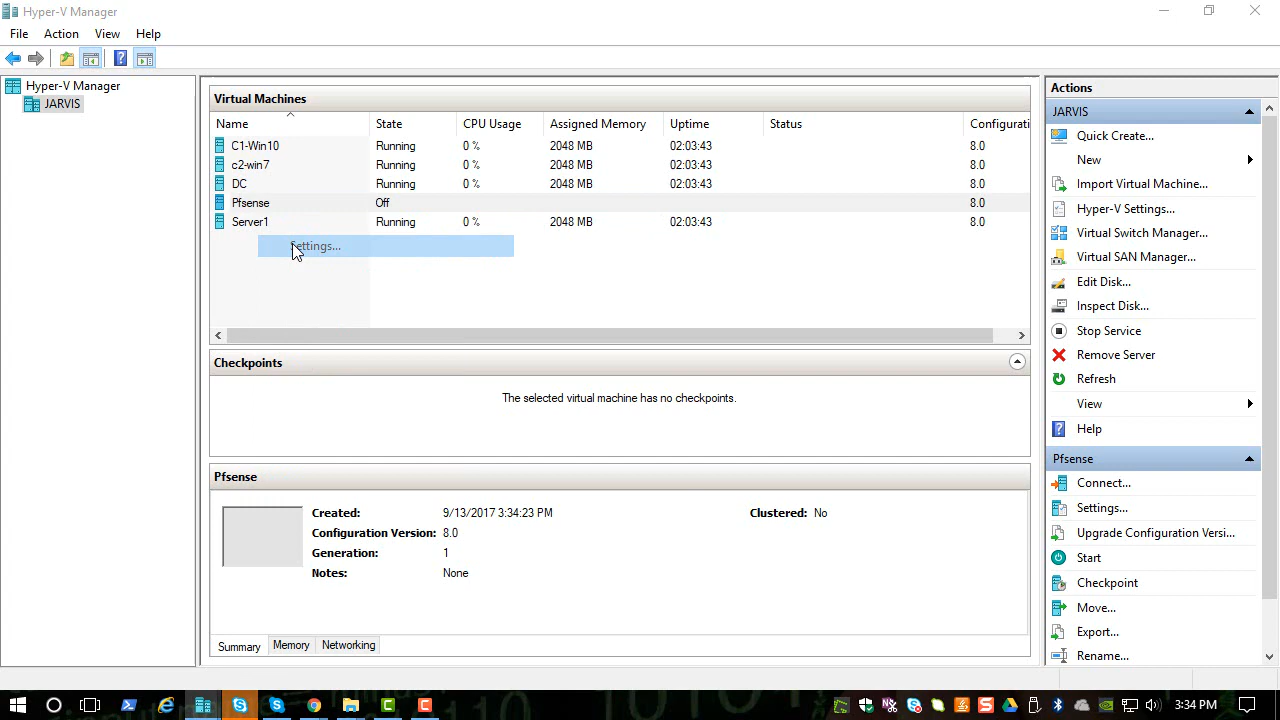 Hyper-V Manager
File Action View Help
Hyper-V Manager
JARVIS
Virtual Machines
Name State CPU Usage Assigned Memory Uptime Status Configurati
C1-Win10 Running 0 % 2048 MB 02:03:43 8.0
c2-win7 Running 0 % 2048 MB 02:03:43 8.0
DC Running 0 % 2048 MB 02:03:43 8.0
Pfsense Off 8.0
Server1 Running 0 % 2048 MB 02:03:43 8.0
Settings...
Checkpoints
The selected virtual machine has no checkpoints.
Pfsense
Created: 9/13/2017 3:34:23 PM Clustered: No
Configuration Version: 8.0
Generation: 1
Notes: None
Summary Memory Networking
Actions
JARVIS
Quick Create...
New
Import Virtual Machine...
Hyper-V Settings...
Virtual Switch Manager...
Virtual SAN Manager...
Edit Disk...
Inspect Disk...
Stop Service
Remove Server
Refresh
View
Help
Pfsense
Connect...
Settings...
Upgrade Configuration Versi...
Start
Checkpoint
Move...
Export...
Rename...
3:34 PM